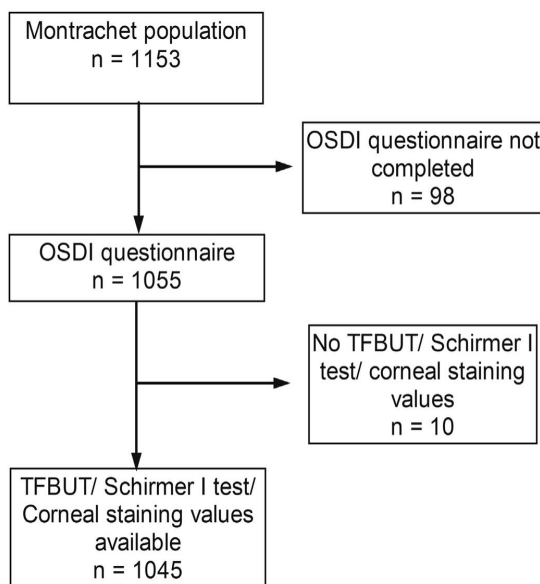 Montrachet population
n = 1153
OSDI questionnaire not
completed
n = 98
OSDI questionnaire
n = 1055
No TFBUT/ Schirmer I
test/ corneal staining
values
n = 10
TFBUT/ Schirmer I test/
Corneal staining values
available
n = 1045